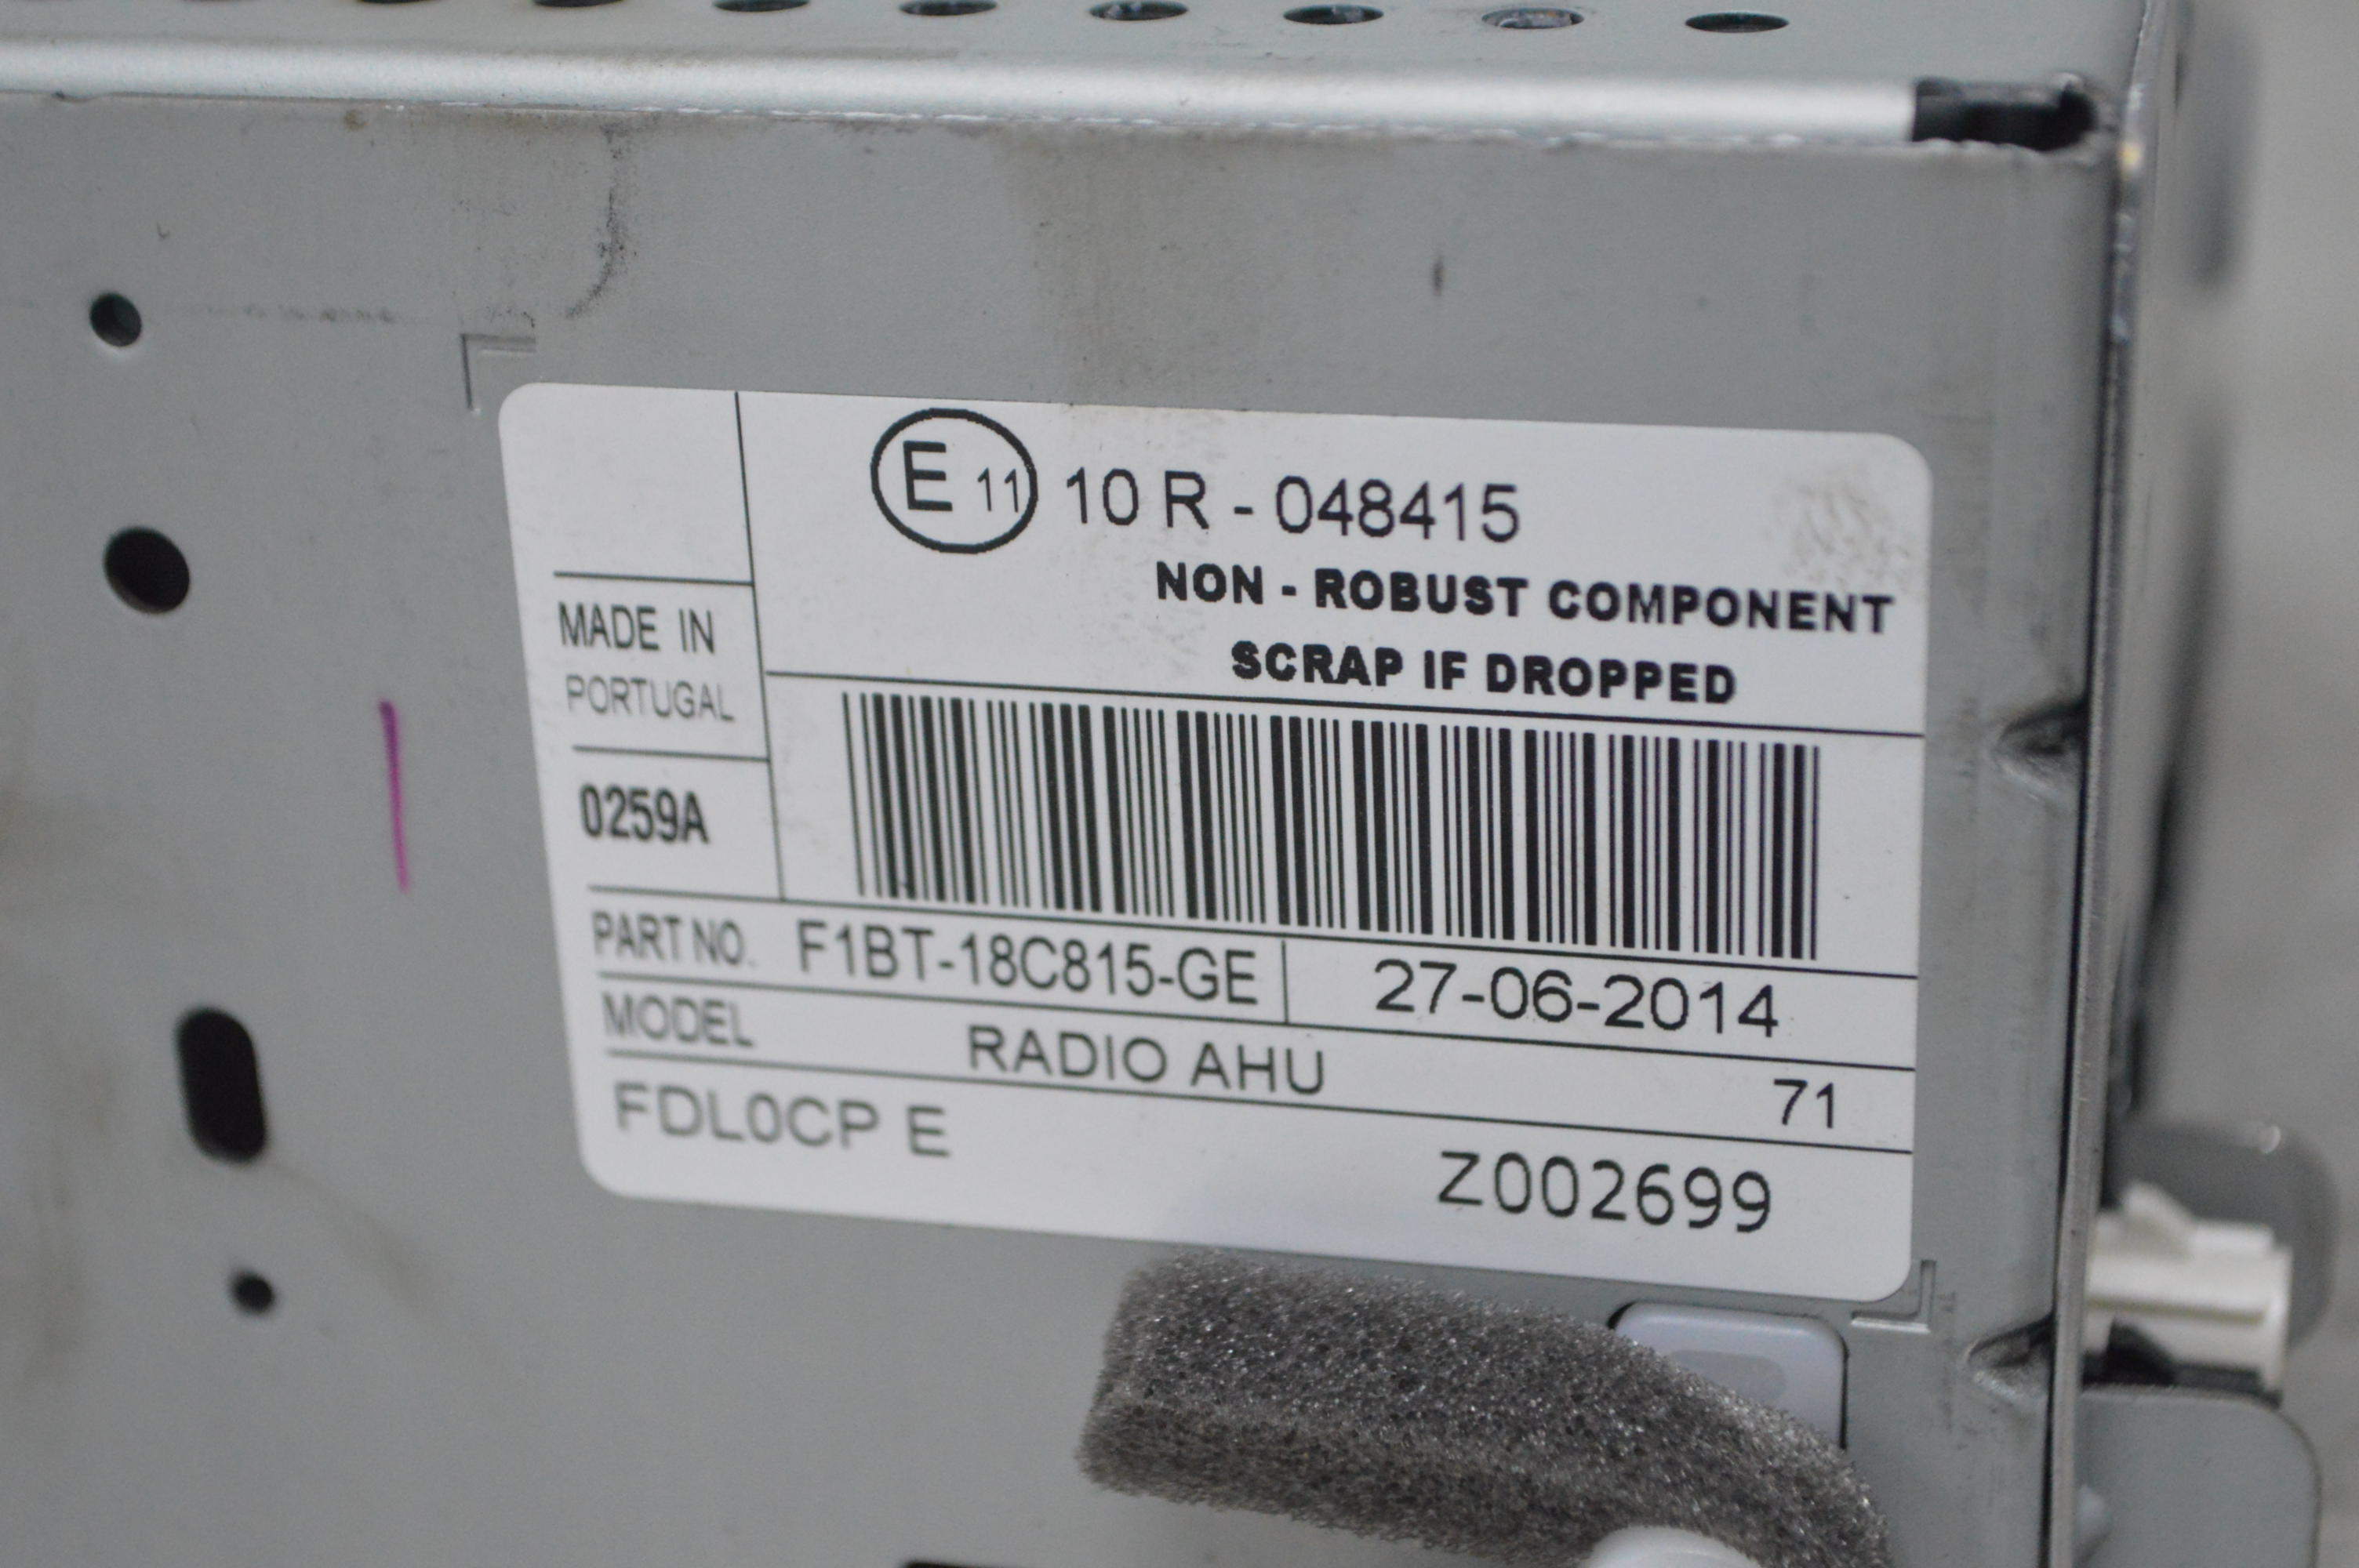 E 11 10 R - 048415
NON - ROBUST COMPONENT
SCRAP IF DROPPED
MADE IN
PORTUGAL
0259A
PART NO. F1BT-18C815-GE 27-06-2014
MODEL RADIO AHU 71
FDL0CP E Z002699